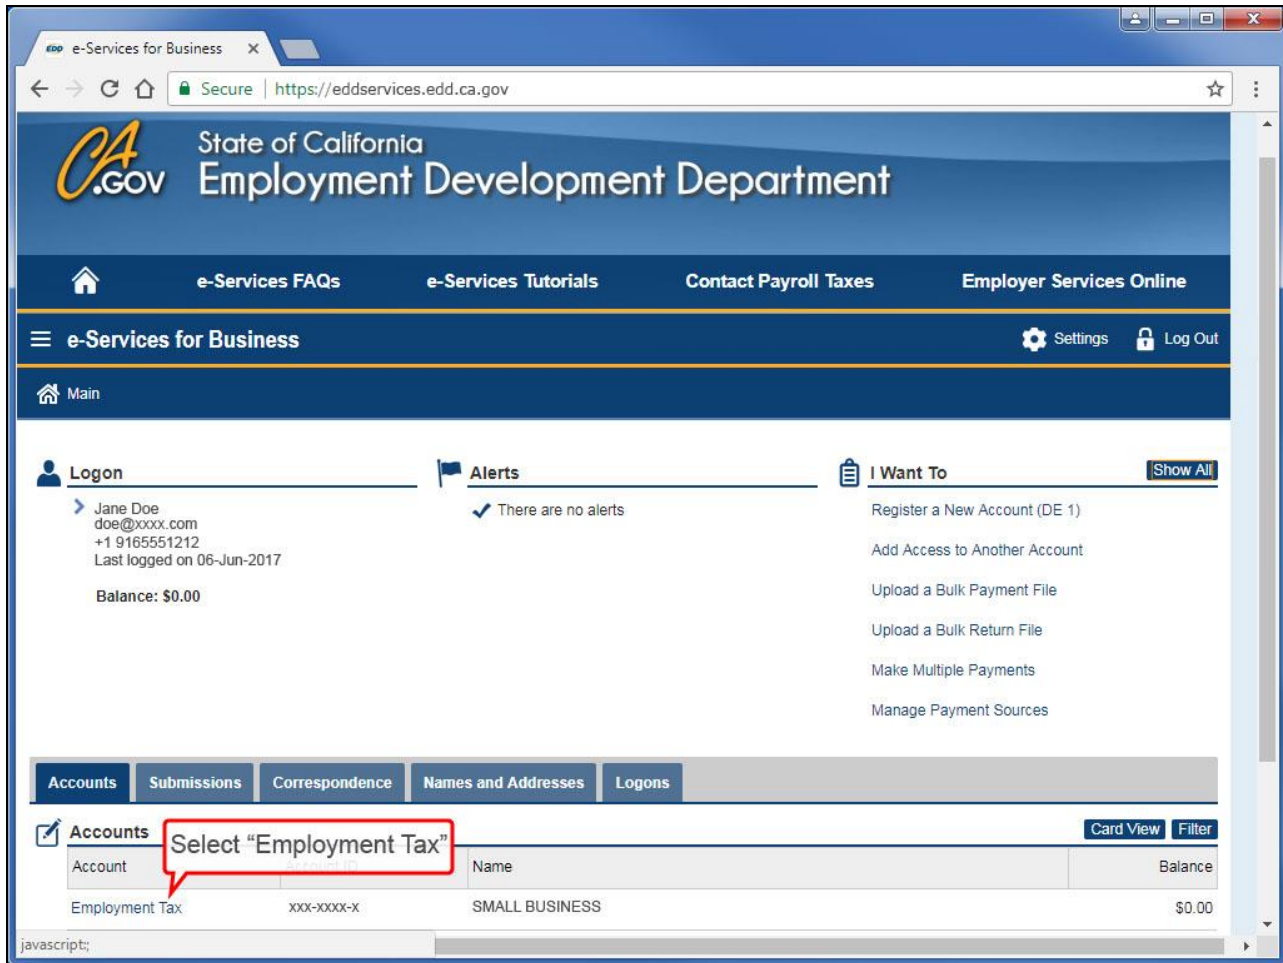 EDD e-Services for Business
Secure | https://eddservices.edd.ca.gov
CA.GOV
State of California
Employment Development Department
e-Services FAQs e-Services Tutorials Contact Payroll Taxes Employer Services Online
e-Services for Business Settings Log Out
Main
Logon Alerts I Want To Show All
Jane Doe There are no alerts Register a New Account (DE 1)
doe@xxxx.com
+1 9165551212 Add Access to Another Account
Last logged on 06-Jun-2017
Balance: $0.00 Upload a Bulk Payment File
Upload a Bulk Return File
Make Multiple Payments
Manage Payment Sources
Accounts Submissions Correspondence Names and Addresses Logons
Accounts Card View Filter
Select “Employment Tax”
Account Account ID Name Balance
Employment Tax xxx-xxxx-x SMALL BUSINESS $0.00
javascript:;